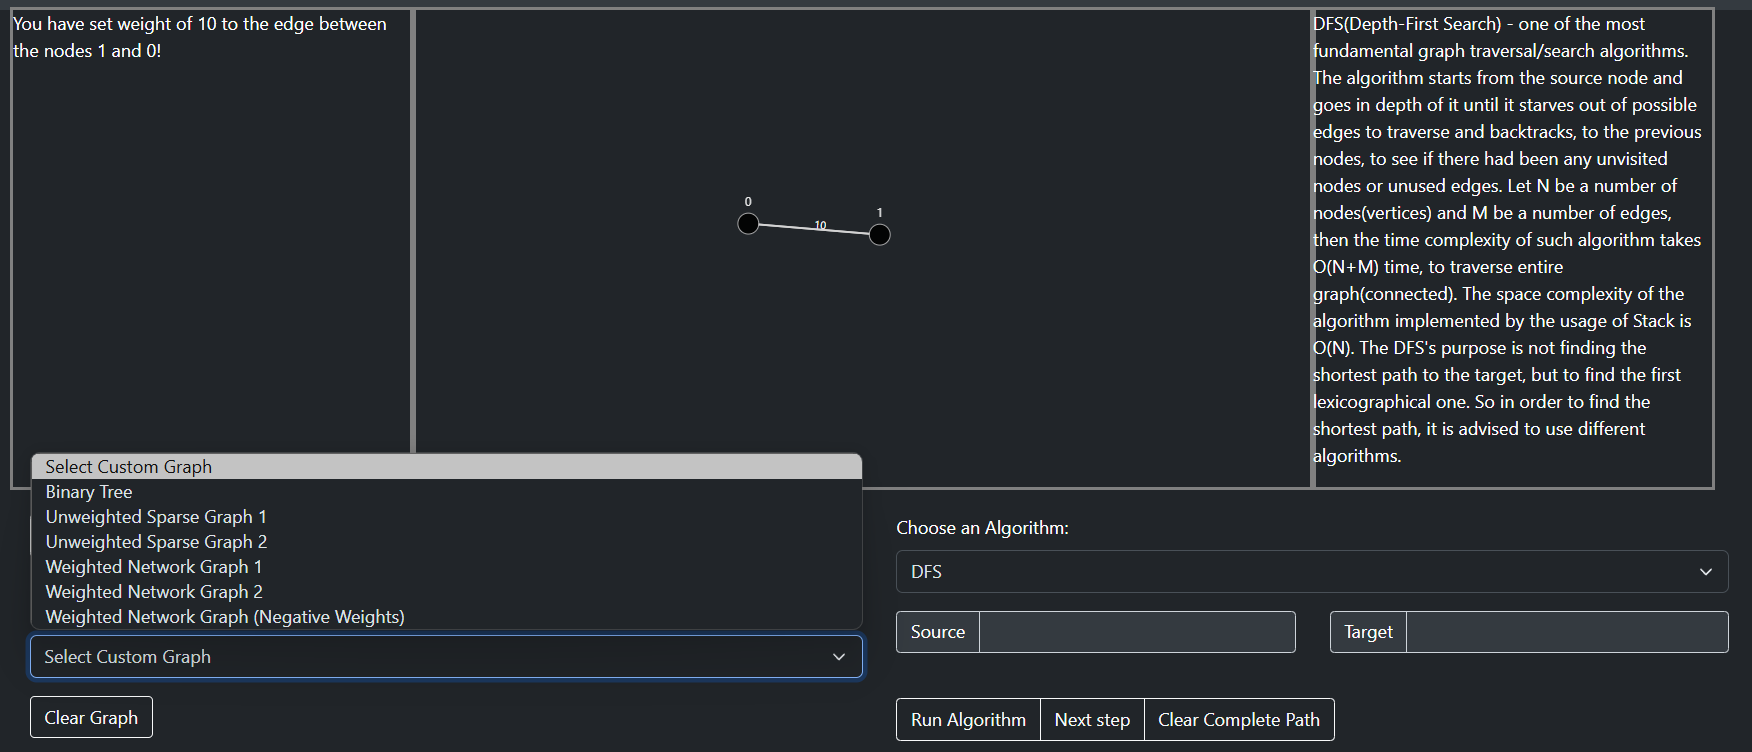 You have set weight of 10 to the edge between
the nodes 1 and 0!
0
1
10
DFS(Depth-First Search) - one of the most
fundamental graph traversal/search algorithms.
The algorithm starts from the source node and
goes in depth of it until it starves out of possible
edges to traverse and backtracks, to the previous
nodes, to see if there had been any unvisited
nodes or unused edges. Let N be a number of
nodes(vertices) and M be a number of edges,
then the time complexity of such algorithm takes
O(N+M) time, to traverse entire
graph(connected). The space complexity of the
algorithm implemented by the usage of Stack is
O(N). The DFS's purpose is not finding the
shortest path to the target, but to find the first
lexicographical one. So in order to find the
shortest path, it is advised to use different
algorithms.
Select Custom Graph
Binary Tree
Unweighted Sparse Graph 1
Unweighted Sparse Graph 2
Weighted Network Graph 1
Weighted Network Graph 2
Weighted Network Graph (Negative Weights)
Select Custom Graph
Clear Graph
Choose an Algorithm:
DFS
Source
Target
Run Algorithm
Next step
Clear Complete Path